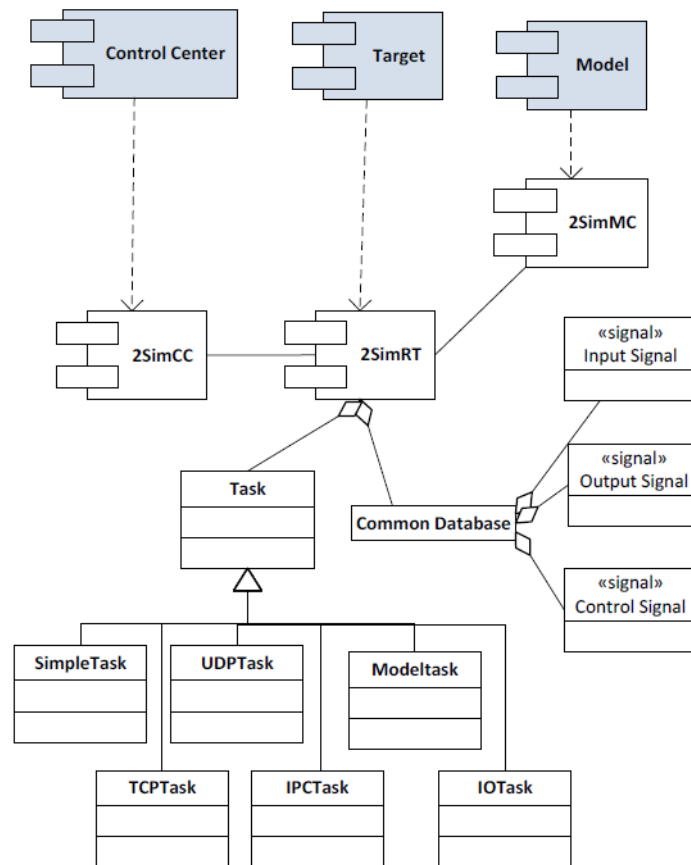 Control Center
Target
Model
2SimMC
2SimCC
2SimRT
«signal»
Input Signal
«signal»
Output Signal
Task
Common Database
«signal»
Control Signal
SimpleTask
UDPTask
Modeltask
TCPTask
IPCTask
IOTask